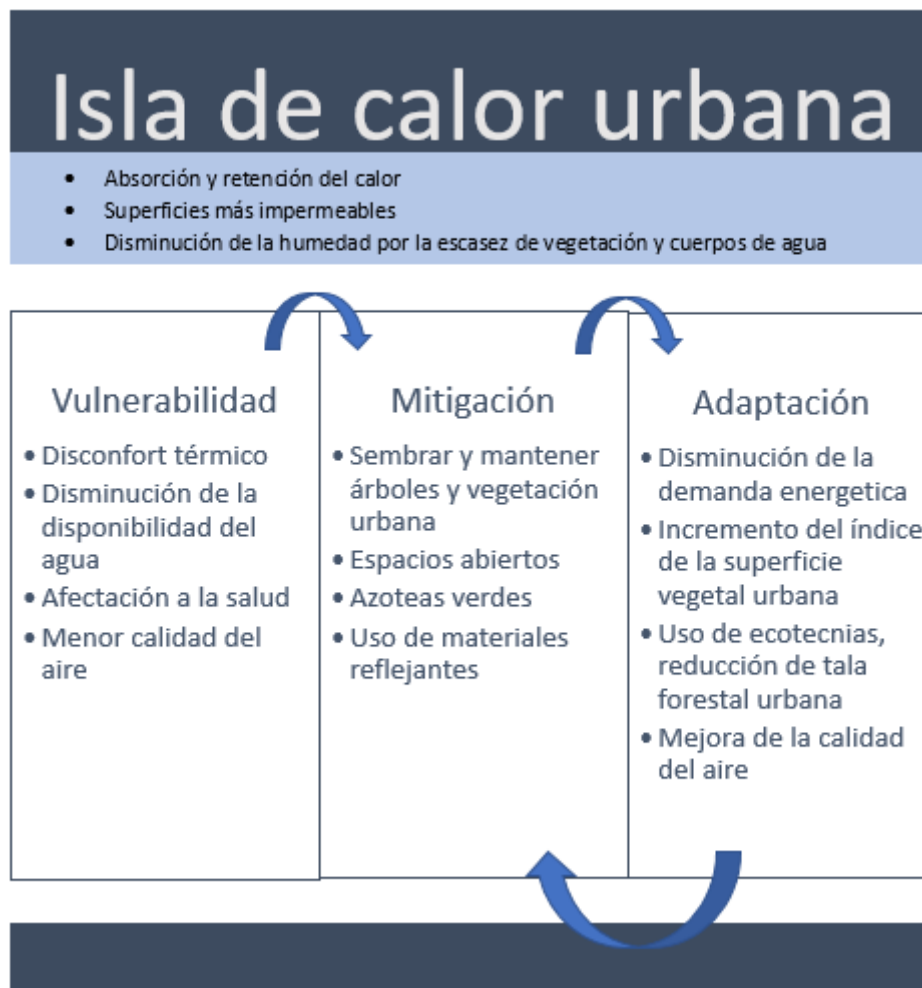 Isla de calor urbana
• Absorción y retención del calor
• Superficies más impermeables
• Disminución de la humedad por la escasez de vegetación y cuerpos de agua
Vulnerabilidad
• Disconfort térmico
• Disminución de la
disponibilidad del
agua
• Afectación a la salud
• Menor calidad del
aire
Mitigación
• Sembrar y mantener
árboles y vegetación
urbana
• Espacios abiertos
• Azoteas verdes
• Uso de materiales
reflejantes
Adaptación
• Disminución de la
demanda energetica
• Incremento del índice
de la superficie
vegetal urbana
• Uso de ecotecnias,
reducción de tala
forestal urbana
• Mejora de la calidad
del aire